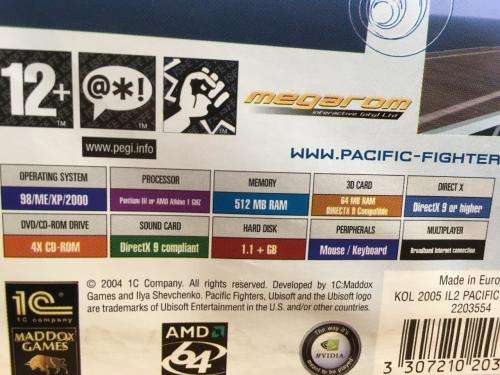 12+
@*!
www.pegi.info
megarom
interactive (pty) Ltd
WWW.PACIFIC-FIGHTER
OPERATING SYSTEM
98/ME/XP/2000
PROCESSOR
Pentium III or AMD Athlon 1 GHZ
MEMORY
512 MB RAM
3D CARD
64 MB RAM
DIRECTX 9 Compatible
DIRECT X
DirectX 9 or higher
DVD/CD-ROM DRIVE
4X CD-ROM
SOUND CARD
DirectX 9 compliant
HARD DISK
1.1 + GB
PERIPHERALS
Mouse / Keyboard
MULTIPLAYER
Broadband Internet connection
© 2004 1C Company. All rights reserved. Developed by 1C:Maddox
Games and Ilya Shevchenko. Pacific Fighters, Ubisoft and the Ubisoft logo
are trademarks of Ubisoft Entertainment in the U.S. and/or other countries.
Made in Euro
KOL 2005 IL2 PACIFIC
2203554
3 307210 203
1C
1C company
MADDOX
GAMES
AMD
64
The way it's
NVIDIA